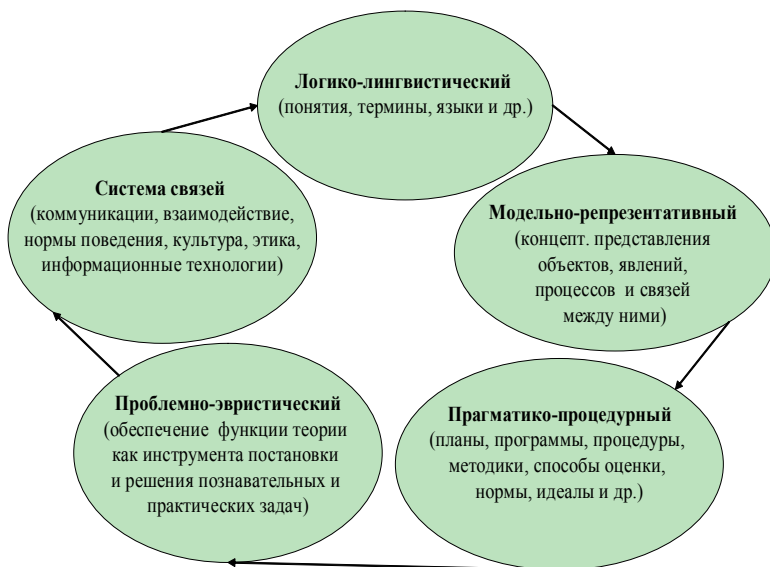 Логико-лингвистический
(понятия, термины, языки и др.)
Модельно-репрезентативный
(концепт. представления
объектов, явлений,
процессов и связей
между ними)
Прагматико-процедурный
(планы, программы, процедуры,
методики, способы оценки,
нормы, идеалы и др.)
Проблемно-эвристический
(обеспечение функции теории
как инструмента постановки
и решения познавательных и
практических задач)
Система связей
(коммуникации, взаимодействие,
нормы поведения, культура, этика,
информационные технологии)